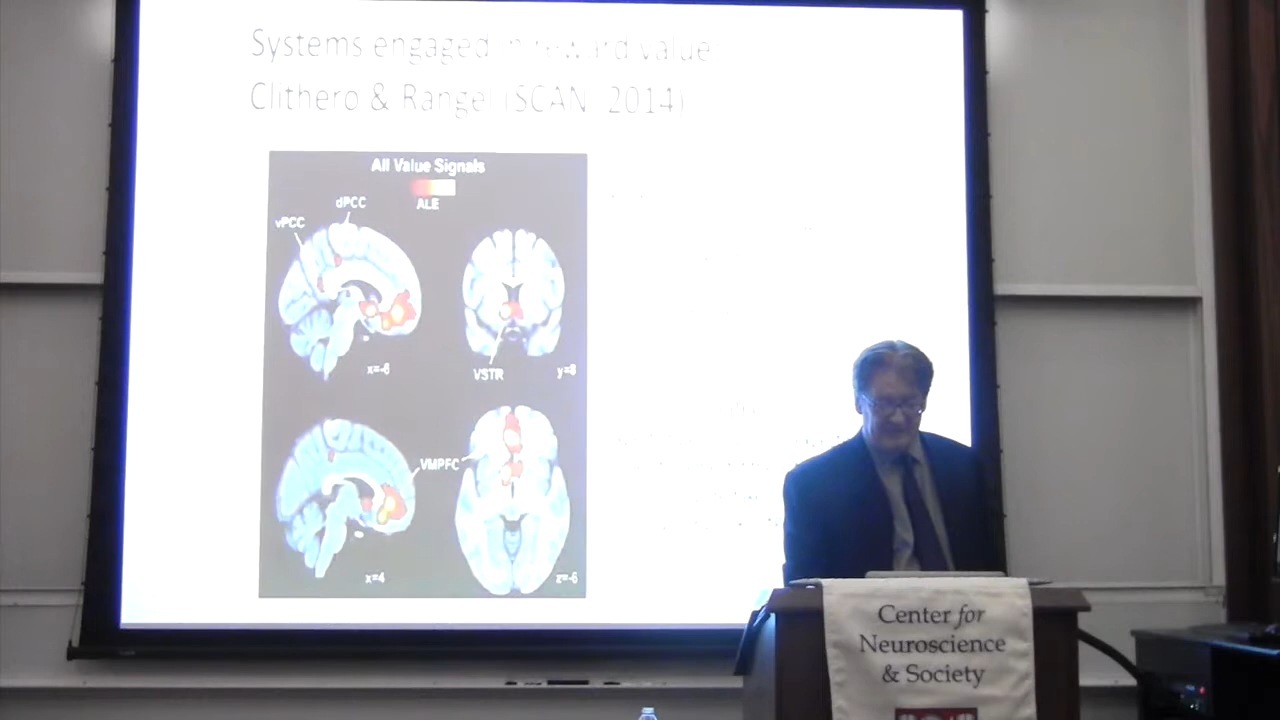 Systems engaged in reward value
Clithero & Rangel (SCAN 2014)
All Value Signals
ALE
dPCC
vPCC
x=-6
VSTR
y=8
VMPFC
x=4
z=-6
Center for
Neuroscience
& Society